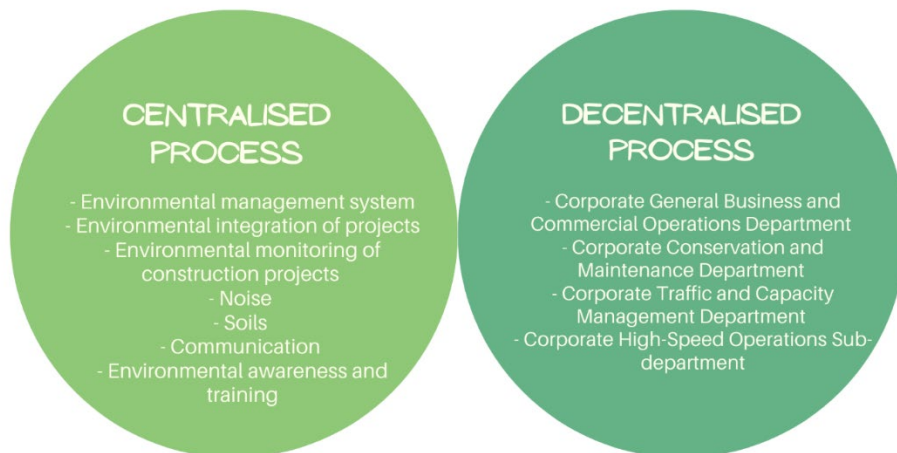 CENTRALISED
PROCESS
- Environmental management system
- Environmental integration of projects
- Environmental monitoring of
construction projects
- Noise
- Soils
- Communication
- Environmental awareness and
training
DECENTRALISED
PROCESS
- Corporate General Business and
Commercial Operations Department
- Corporate Conservation and
Maintenance Department
- Corporate Traffic and Capacity
Management Department
- Corporate High-Speed Operations Sub-
department